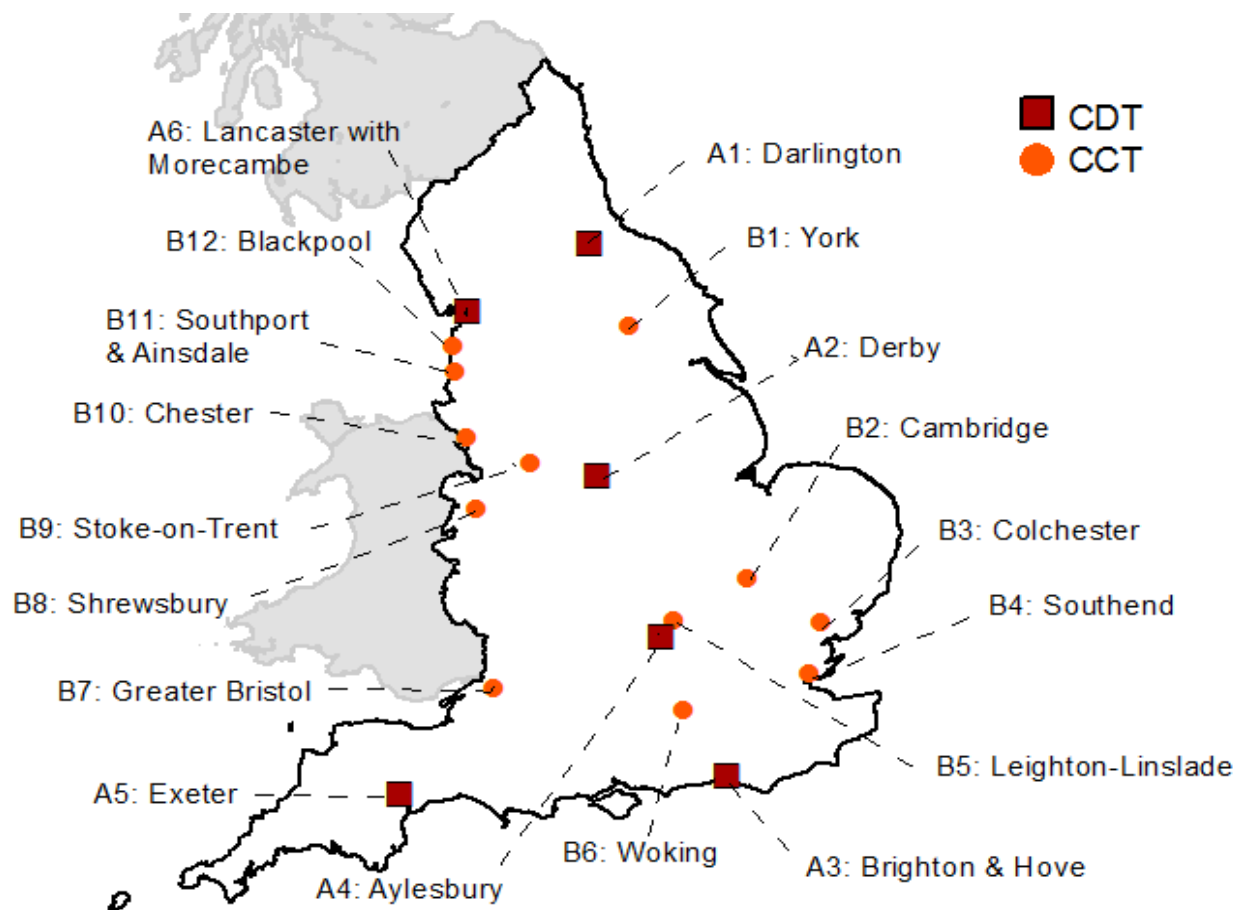 CDT
CCT
A6: Lancaster with
Morecambe
A1: Darlington
B12: Blackpool
B1: York
B11: Southport
& Ainsdale
A2: Derby
B10: Chester
B2: Cambridge
B9: Stoke-on-Trent
B3: Colchester
B8: Shrewsbury
B4: Southend
B7: Greater Bristol
B5: Leighton-Linslade
A5: Exeter
B6: Woking
A4: Aylesbury
A3: Brighton & Hove